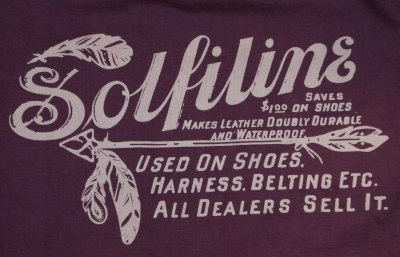 Solfiline
SAVES
$1.00 ON SHOES
MAKES LEATHER DOUBLY DURABLE
AND WATERPROOF.
USED ON SHOES,
HARNESS, BELTING ETC.
ALL DEALERS SELL IT.